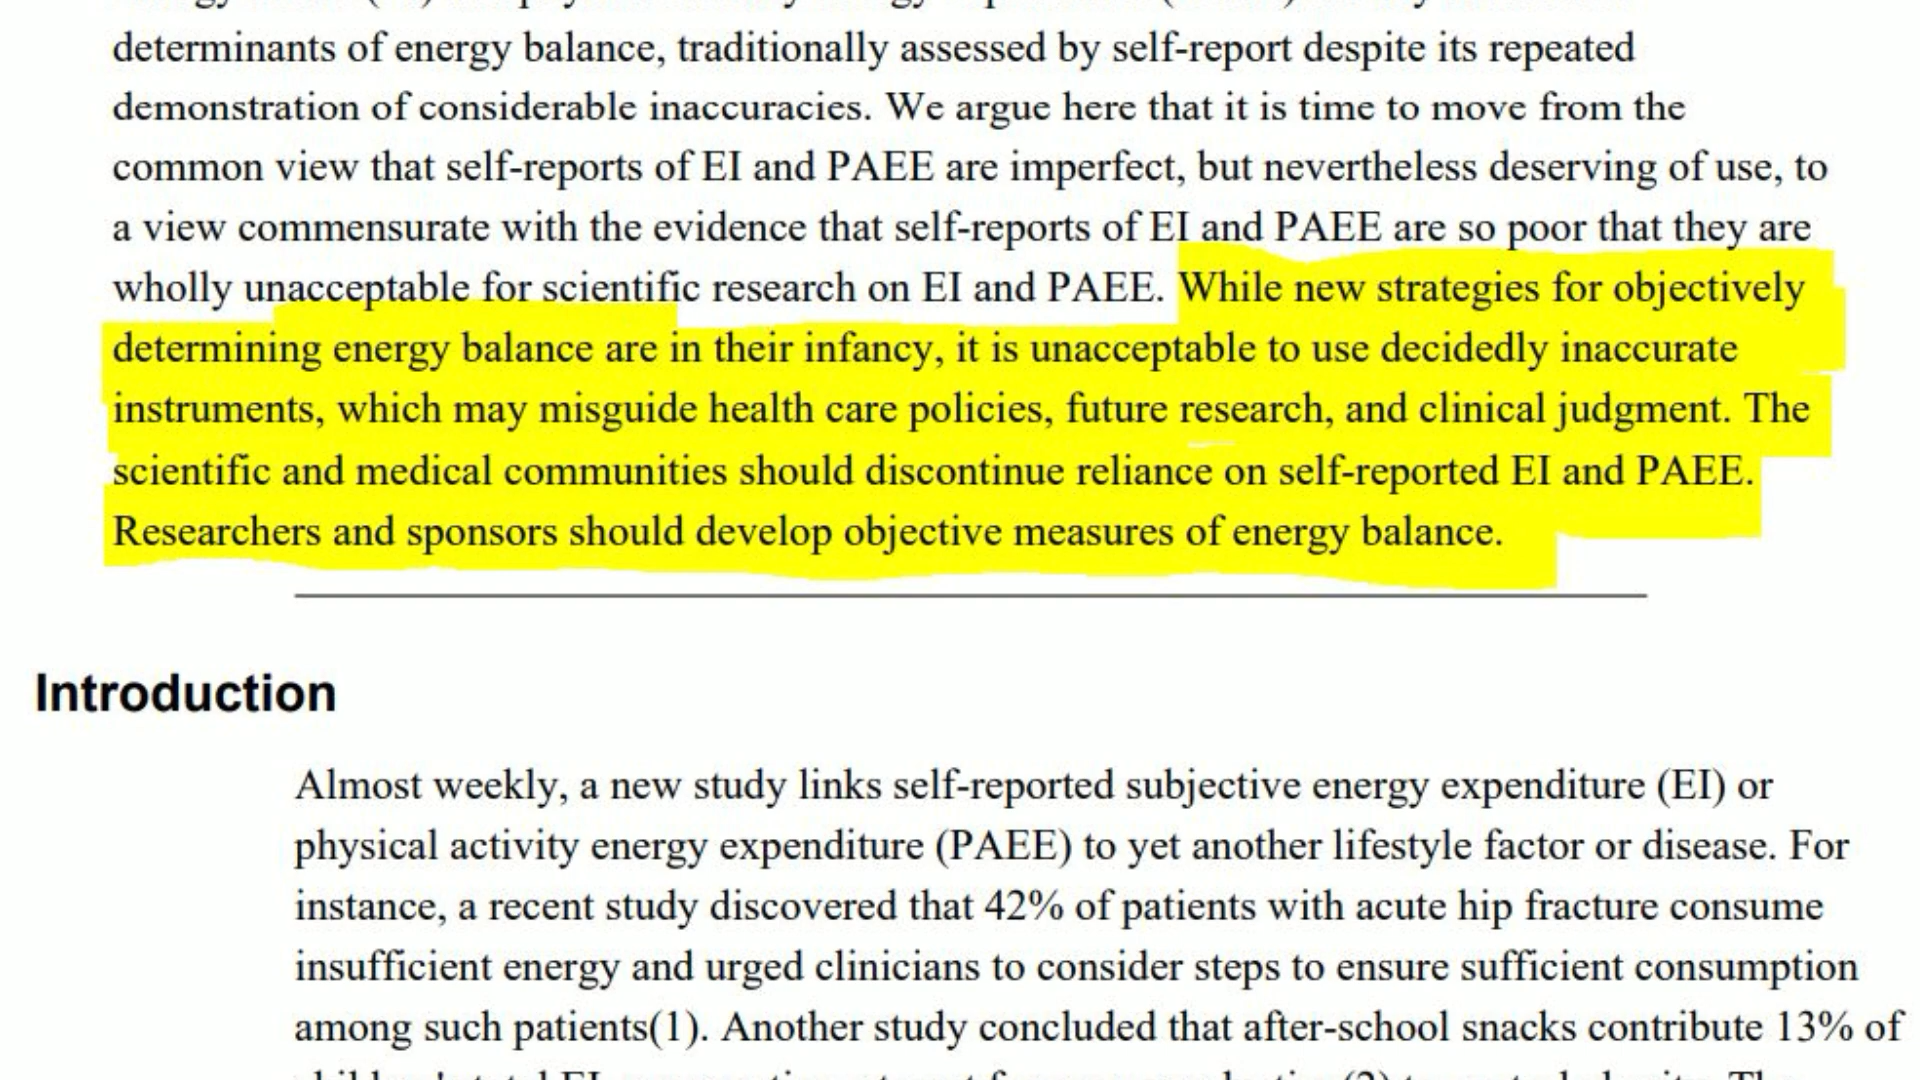 determinants of energy balance, traditionally assessed by self-report despite its repeated
demonstration of considerable inaccuracies. We argue here that it is time to move from the
common view that self-reports of EI and PAEE are imperfect, but nevertheless deserving of use, to
a view commensurate with the evidence that self-reports of EI and PAEE are so poor that they are
wholly unacceptable for scientific research on EI and PAEE. While new strategies for objectively
determining energy balance are in their infancy, it is unacceptable to use decidedly inaccurate
instruments, which may misguide health care policies, future research, and clinical judgment. The
scientific and medical communities should discontinue reliance on self-reported EI and PAEE.
Researchers and sponsors should develop objective measures of energy balance.
Introduction
Almost weekly, a new study links self-reported subjective energy expenditure (EI) or
physical activity energy expenditure (PAEE) to yet another lifestyle factor or disease. For
instance, a recent study discovered that 42% of patients with acute hip fracture consume
insufficient energy and urged clinicians to consider steps to ensure sufficient consumption
among such patients(1). Another study concluded that after-school snacks contribute 13% of